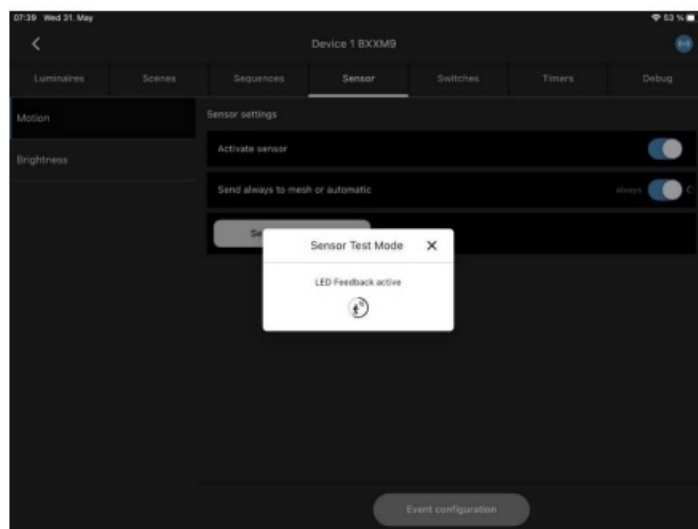 07:39 Wed 31. May
53 %
Device 1 BXXM9
Luminaires Scenes Sequences Sensor Switches Timers Debug
Motion
Sensor settings
Activate sensor
Brightness
Send always to mesh or automatic
always
Se
Sensor Test Mode
LED Feedback active
Event configuration